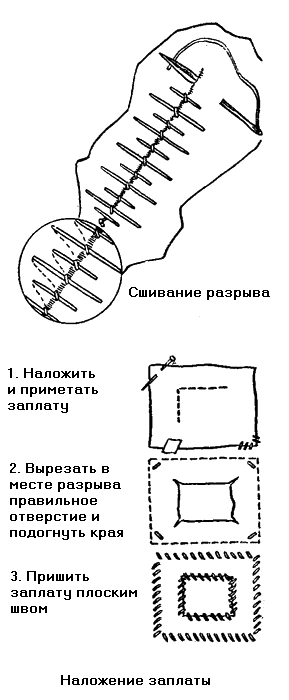 Сшивание разрыва
1. Наложить
и приметать
заплату
2. Вырезать в
месте разрыва
правильное
отверстие и
подогнуть края
3. Пришить
заплату плоским
швом
Наложение заплаты